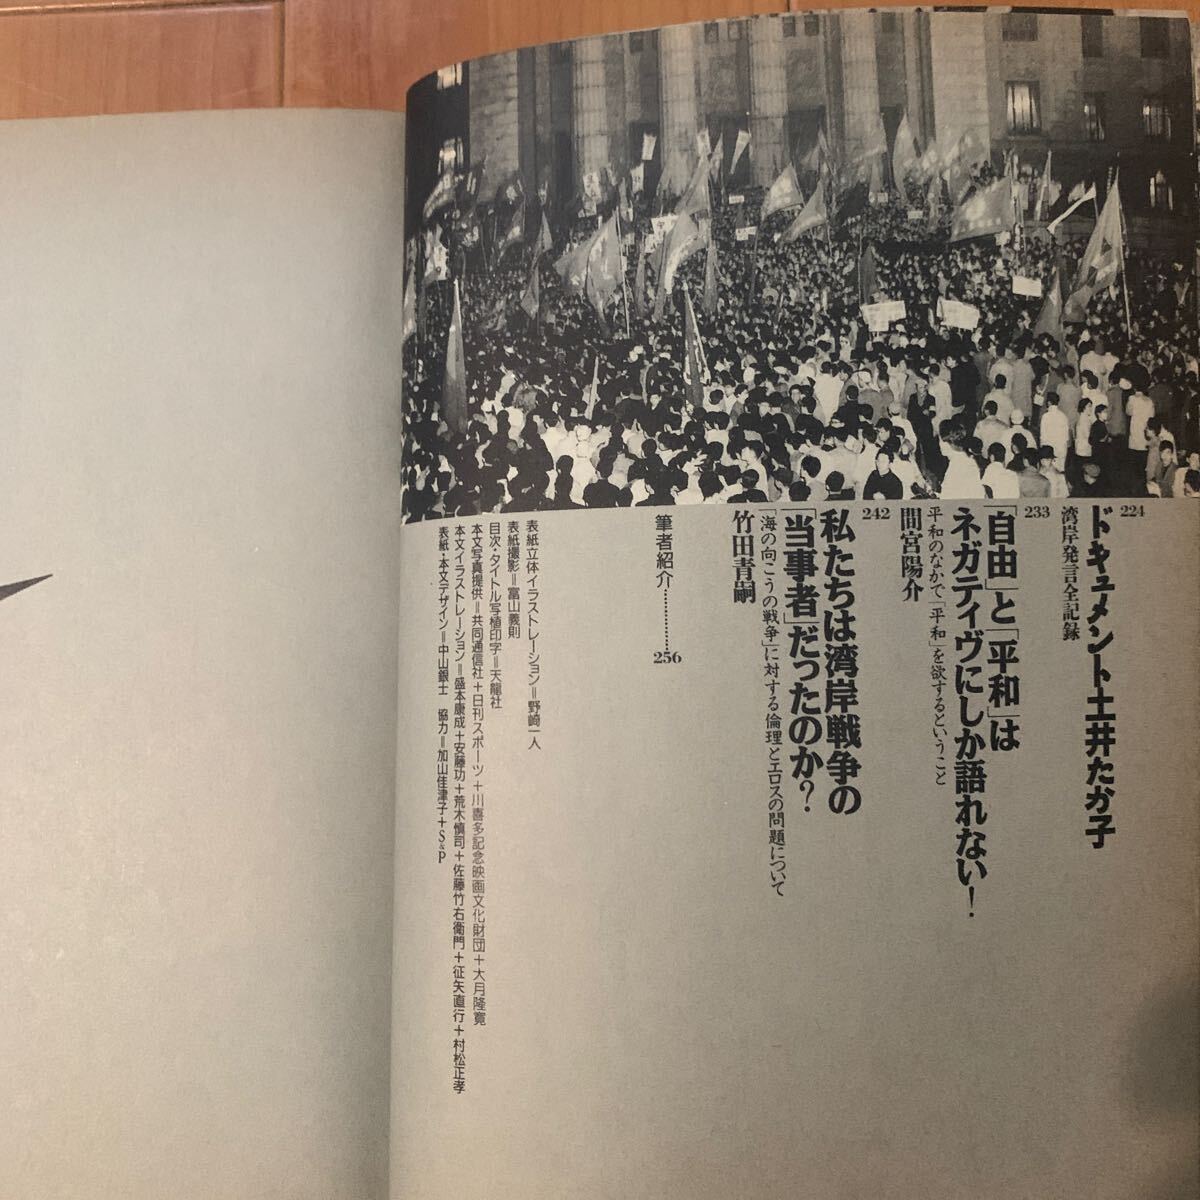 224
ドキュメント土井たか子
湾岸発言全記録
233
「自由」と「平和」は
ネガティヴにしか語れない!
平和のなかで「平和」を欲するということ
間宮陽介
242
私たちは湾岸戦争の
「当事者」だったのか?
「海の向こうの戦争」に対する倫理とエロスの問題について
竹田青嗣
筆者紹介…………256
表紙立体イラストレーション=野崎一人
表紙撮影=富山義則
目次・タイトル写植印字=天龍社
本文写真提供=共同通信社+日刊スポーツ+川喜多記念映画文化財団+大月隆寛
本文イラストレーション=盛本康成+安藤功+荒木慎司+佐藤竹右衛門+征矢直行+村松正孝
表紙・本文デザイン=中山銀士 協力=加山佳津子+S&P